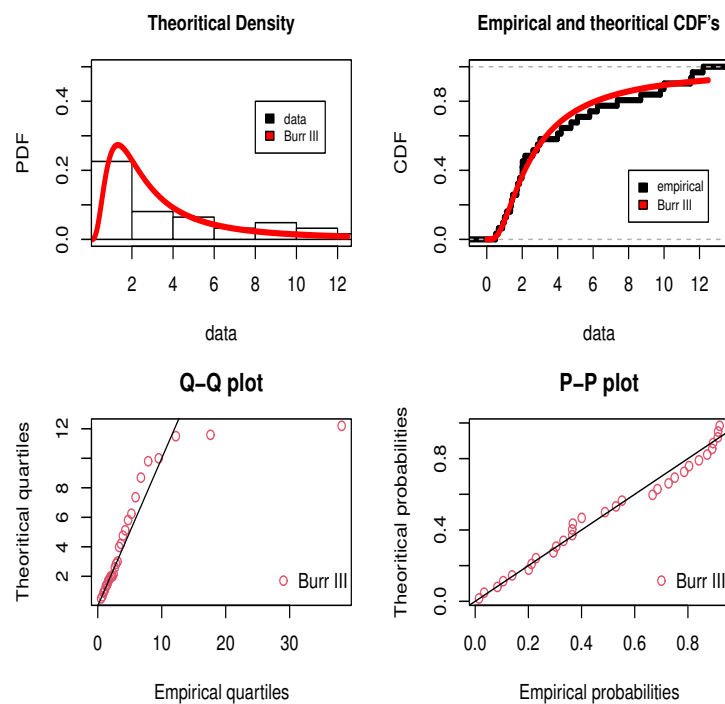 Theoritical Density
PDF
0.0 0.2 0.4
data
Burr III
2 4 6 8 10 12
data
Empirical and theoritical CDF's
CDF
0.0 0.4 0.8
empirical
Burr III
0 2 4 6 8 10 12
data
Q−Q plot
Theoritical quartiles
2 4 6 8 12
Burr III
0 10 20 30
Empirical quartiles
P−P plot
Theoritical probabilities
0.0 0.4 0.8
Burr III
0.0 0.2 0.4 0.6 0.8
Empirical probabilities